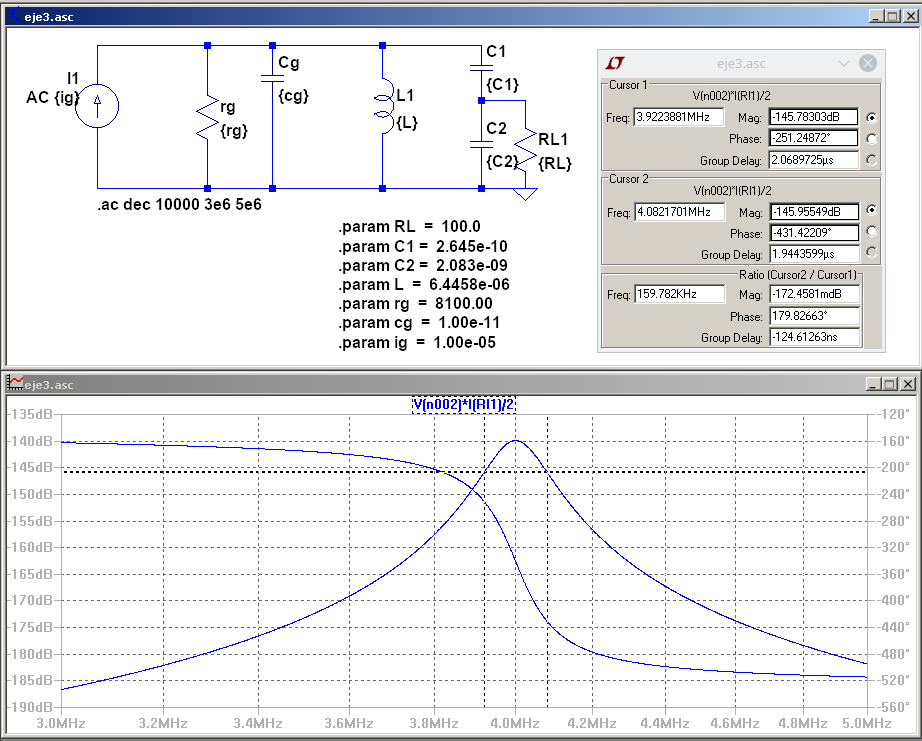 eje3.asc
I1
AC {ig}
rg
{rg}
Cg
{cg}
L1
{L}
C1
{C1}
C2
{C2}
RL1
{RL}
.ac dec 10000 3e6 5e6
.param RL = 100.0
.param C1 = 2.645e-10
.param C2 = 2.083e-09
.param L = 6.4458e-06
.param rg = 8100.00
.param cg = 1.00e-11
.param ig = 1.00e-05
eje3.asc
Cursor 1
V(n002)*I(Rl1)/2
Freq: 3.9223881MHz Mag: -145.78303dB
Phase: -251.24872°
Group Delay: 2.0689725µs
Cursor 2
V(n002)*I(Rl1)/2
Freq: 4.0821701MHz Mag: -145.95549dB
Phase: -431.42209°
Group Delay: 1.9443599µs
Ratio (Cursor2 / Cursor1)
Freq: 159.782KHz Mag: -172.4581mdB
Phase: 179.82663°
Group Delay: -124.61263ns
eje3.asc
V(n002)*I(Rl1)/2
-135dB -120°
-140dB -160°
-145dB -200°
-150dB -240°
-155dB -280°
-160dB -320°
-165dB -360°
-170dB -400°
-175dB -440°
-180dB -480°
-185dB -520°
-190dB -560°
3.0MHz 3.2MHz 3.4MHz 3.6MHz 3.8MHz 4.0MHz 4.2MHz 4.4MHz 4.6MHz 4.8MHz 5.0MHz